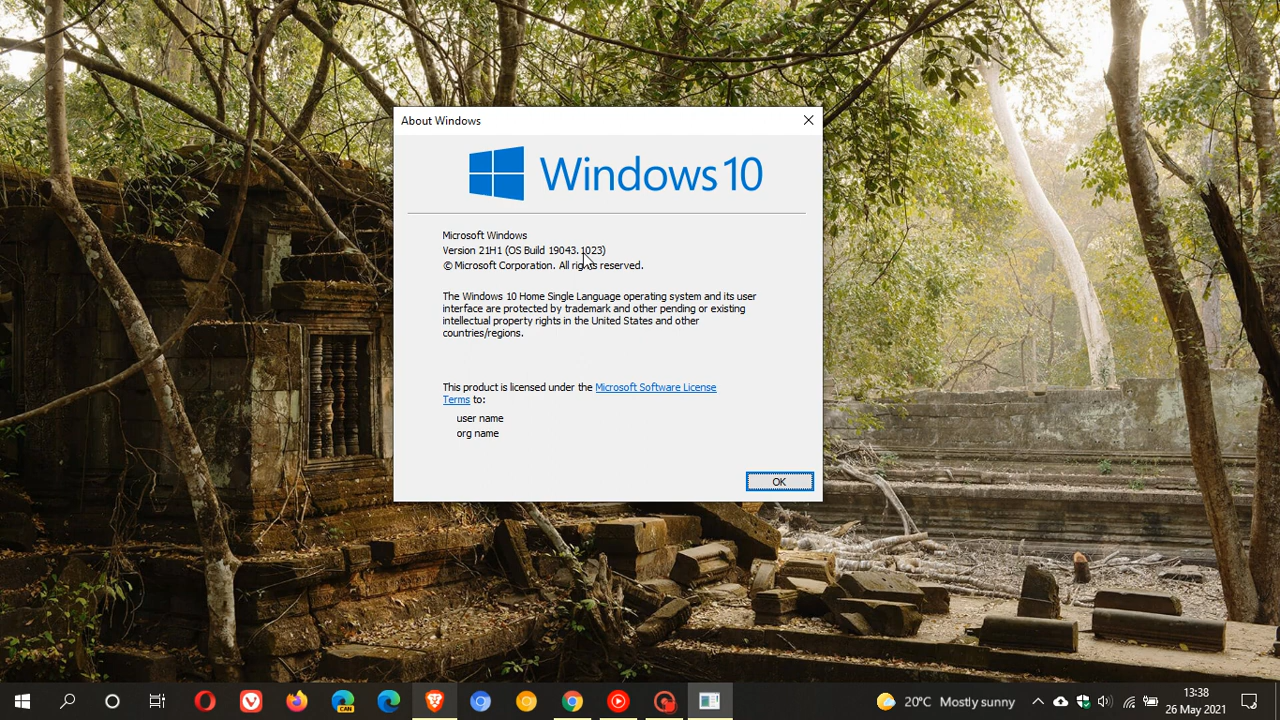 About Windows
Windows 10
Microsoft Windows
Version 21H1 (OS Build 19043.1023)
© Microsoft Corporation. All rights reserved.
The Windows 10 Home Single Language operating system and its user
interface are protected by trademark and other pending or existing
intellectual property rights in the United States and other
countries/regions.
This product is licensed under the Microsoft Software License
Terms to:
user name
org name
OK
CAN
20°C Mostly sunny
13:38
26 May 2021